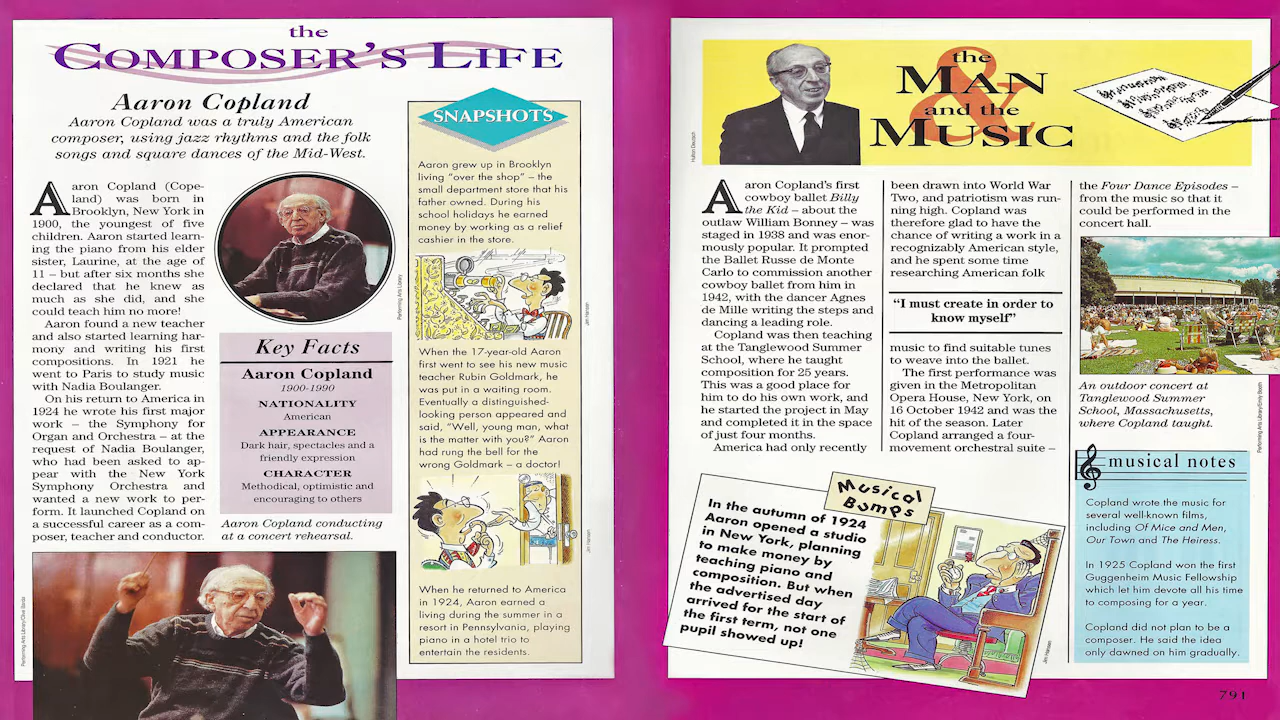 the
COMPOSER'S LIFE
Aaron Copland
Aaron Copland was a truly American
composer, using jazz rhythms and the folk
songs and square dances of the Mid-West.
Aaron Copland (Cope-
land) was born in
Brooklyn, New York in
1900, the youngest of five
children. Aaron started learn-
ing the piano from his elder
sister, Laurine, at the age of
11 – but after six months she
declared that he knew as
much as she did, and she
could teach him no more!
Aaron found a new teacher
and also started learning har-
mony and writing his first
compositions. In 1921 he
went to Paris to study music
with Nadia Boulanger.
On his return to America in
1924 he wrote his first major
work – the Symphony for
Organ and Orchestra – at the
request of Nadia Boulanger,
who had been asked to ap-
pear with the New York
Symphony Orchestra and
wanted a new work to per-
form. It launched Copland on
a successful career as a com-
poser, teacher and conductor.
Performing Arts Library/Clive Barda
Performing Arts Library
Key Facts
Aaron Copland
1900-1990
NATIONALITY
American
APPEARANCE
Dark hair, spectacles and a
friendly expression
CHARACTER
Methodical, optimistic and
encouraging to others
Aaron Copland conducting
at a concert rehearsal.
SNAPSHOTS
Aaron grew up in Brooklyn
living “over the shop” – the
small department store that his
father owned. During his
school holidays he earned
money by working as a relief
cashier in the store.
Jim Hansen
When the 17-year-old Aaron
first went to see his new music
teacher Rubin Goldmark, he
was put in a waiting room.
Eventually a distinguished-
looking person appeared and
said, “Well, young man, what
is the matter with you?” Aaron
had rung the bell for the
wrong Goldmark – a doctor!
Jim Hansen
When he returned to America
in 1924, Aaron earned a
living during the summer in a
resort in Pennsylvania, playing
piano in a hotel trio to
entertain the residents.
Hulton Deutsch
the
MAN
&
and the
MUSIC
Aaron Copland's first
cowboy ballet Billy
the Kid – about the
outlaw William Bonney – was
staged in 1938 and was enor-
mously popular. It prompted
the Ballet Russe de Monte
Carlo to commission another
cowboy ballet from him in
1942, with the dancer Agnes
de Mille writing the steps and
dancing a leading role.
Copland was then teaching
at the Tanglewood Summer
School, where he taught
composition for 25 years.
This was a good place for
him to do his own work, and
he started the project in May
and completed it in the space
of just four months.
America had only recently
been drawn into World War
Two, and patriotism was run-
ning high. Copland was
therefore glad to have the
chance of writing a work in a
recognizably American style,
and he spent some time
researching American folk
“I must create in order to
know myself”
music to find suitable tunes
to weave into the ballet.
The first performance was
given in the Metropolitan
Opera House, New York, on
16 October 1942 and was the
hit of the season. Later
Copland arranged a four-
movement orchestral suite –
the Four Dance Episodes –
from the music so that it
could be performed in the
concert hall.
An outdoor concert at
Tanglewood Summer
School, Massachusetts,
where Copland taught.
Performing Arts Library/Emily Booth
Musical
Bumps
In the autumn of 1924
Aaron opened a studio
in New York, planning
to make money by
teaching piano and
composition. But when
the advertised day
arrived for the start of
the first term, not one
pupil showed up!
Jim Hansen
musical notes
Copland wrote the music for
several well-known films,
including Of Mice and Men,
Our Town and The Heiress.
In 1925 Copland won the first
Guggenheim Music Fellowship
which let him devote all his time
to composing for a year.
Copland did not plan to be a
composer. He said the idea
only dawned on him gradually.
791